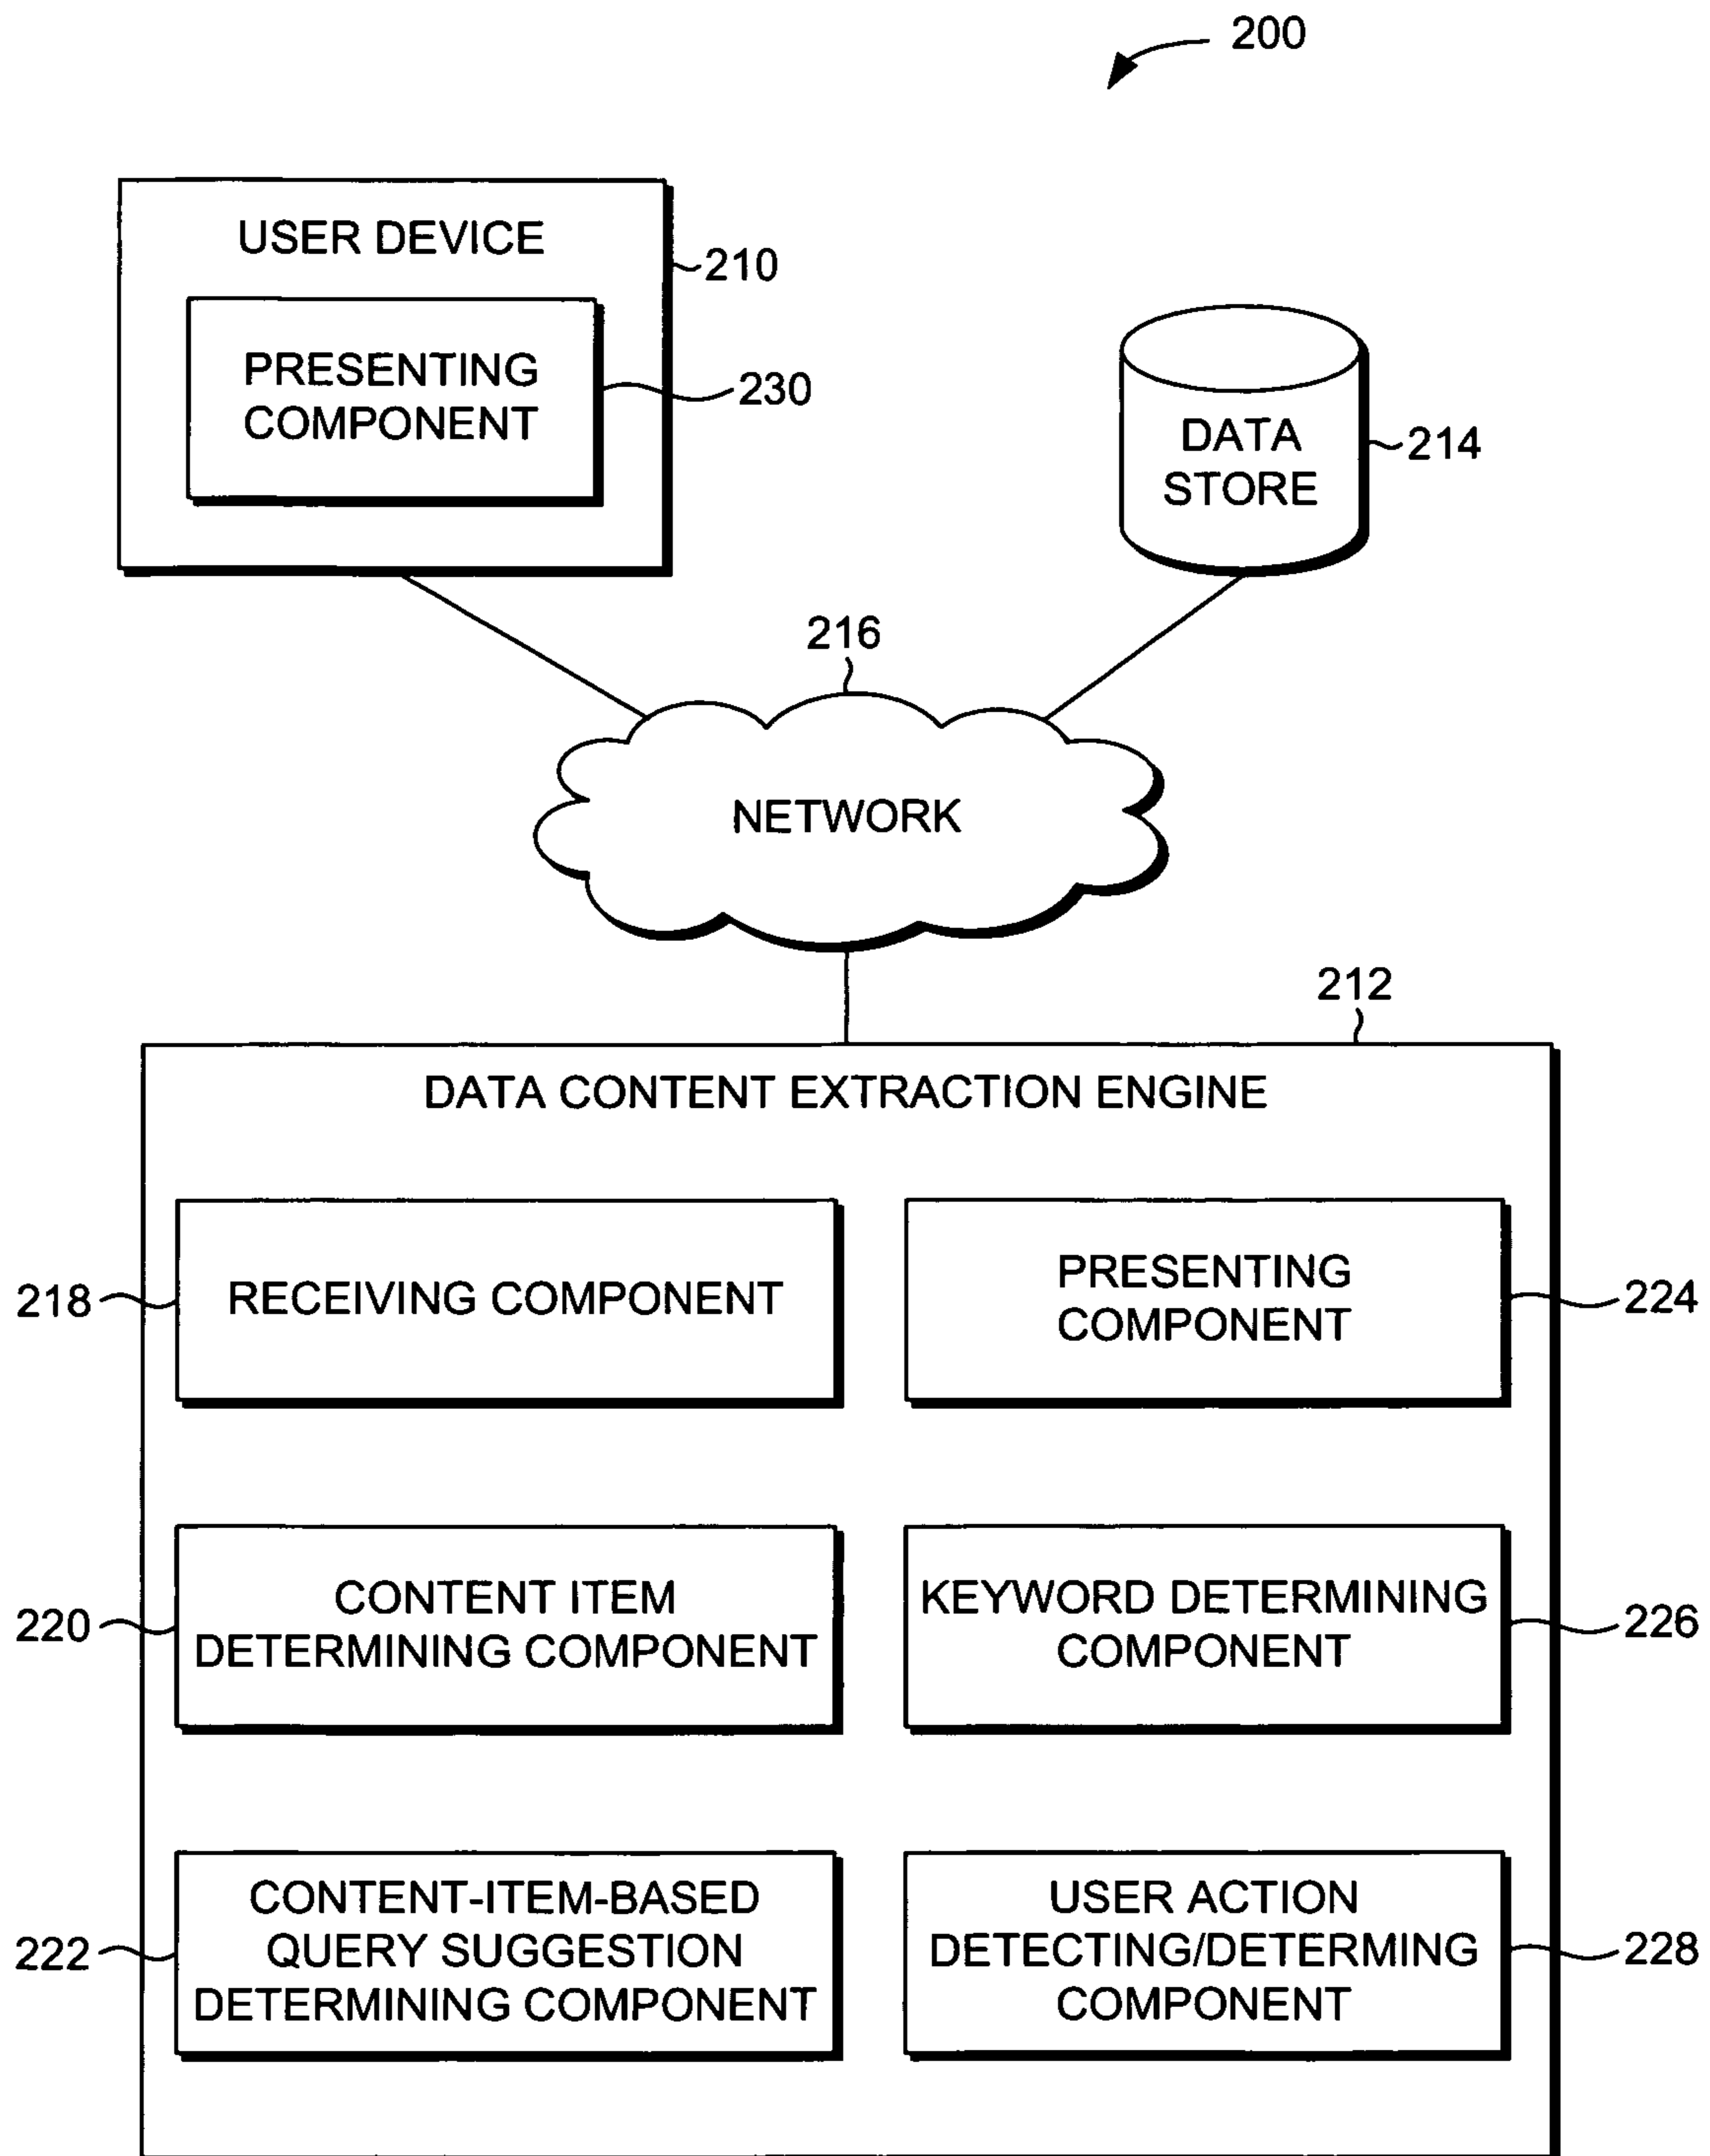 200
USER DEVICE
210
PRESENTING
COMPONENT
230
DATA
STORE
214
216
NETWORK
212
DATA CONTENT EXTRACTION ENGINE
218
RECEIVING COMPONENT
PRESENTING
COMPONENT
224
220
CONTENT ITEM
DETERMINING COMPONENT
KEYWORD DETERMINING
COMPONENT
226
222
CONTENT-ITEM-BASED
QUERY SUGGESTION
DETERMINING COMPONENT
USER ACTION
DETECTING/DETERMING
COMPONENT
228